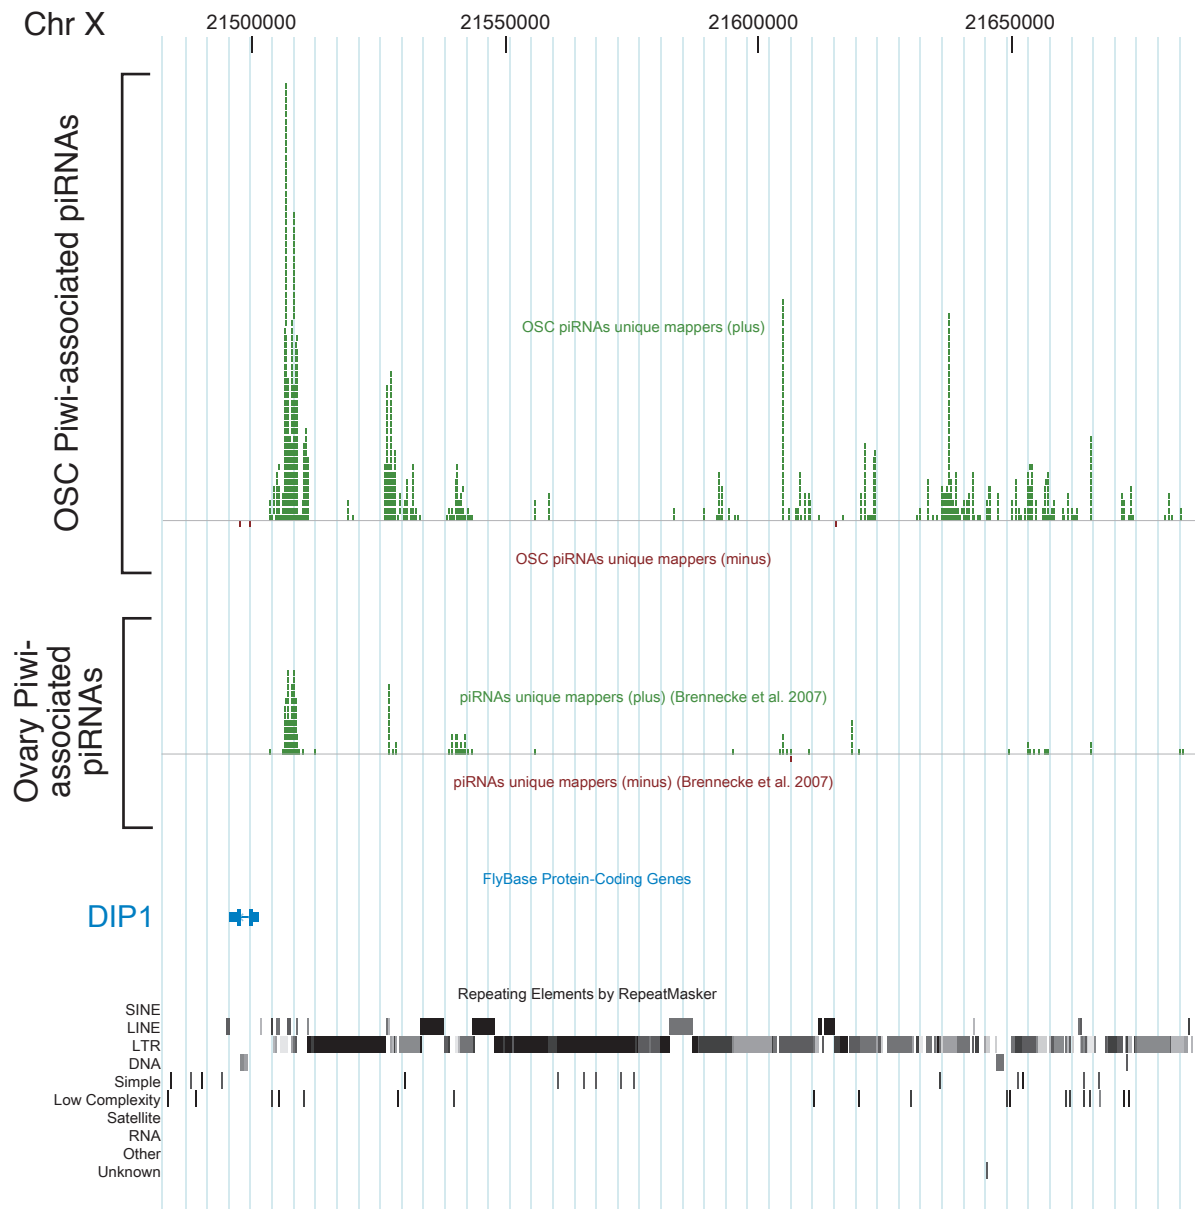 Chr X
21500000 21550000 21600000 21650000
OSC Piwi-associated piRNAs
OSC piRNAs unique mappers (plus)
OSC piRNAs unique mappers (minus)
Ovary Piwi-
associated
piRNAs
piRNAs unique mappers (plus) (Brennecke et al. 2007)
piRNAs unique mappers (minus) (Brennecke et al. 2007)
FlyBase Protein-Coding Genes
DIP1
Repeating Elements by RepeatMasker
SINE
LINE
LTR
DNA
Simple
Low Complexity
Satellite
RNA
Other
Unknown